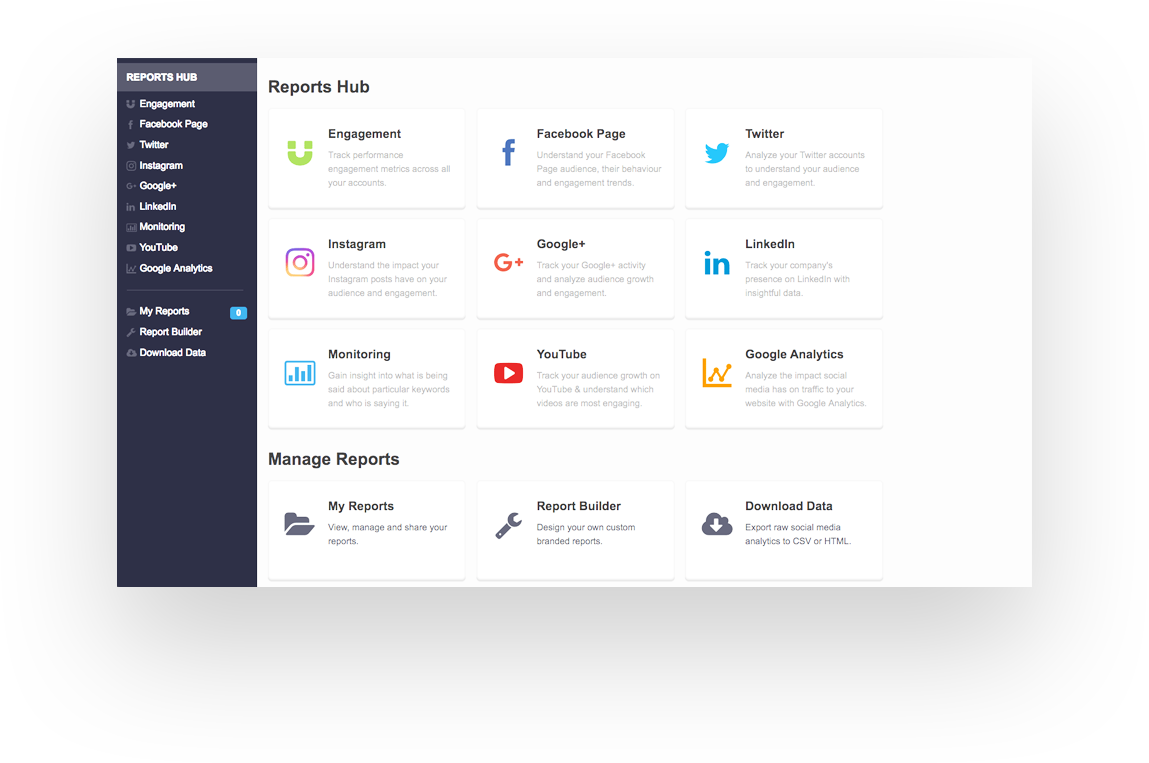 REPORTS HUB
Engagement
Facebook Page
Twitter
Instagram
Google+
LinkedIn
Monitoring
YouTube
Google Analytics
My Reports 0
Report Builder
Download Data
Reports Hub
Engagement
Track performance
engagement metrics across all
your accounts.
Facebook Page
Understand your Facebook
Page audience, their behaviour
and engagement trends.
Twitter
Analyze your Twitter accounts
to understand your audience
and engagement.
Instagram
Understand the impact your
Instagram posts have on your
audience and engagement.
Google+
Track your Google+ activity
and analyze audience growth
and engagement.
LinkedIn
Track your company's
presence on LinkedIn with
insightful data.
Monitoring
Gain insight into what is being
said about particular keywords
and who is saying it.
YouTube
Track your audience growth on
YouTube & understand which
videos are most engaging.
Google Analytics
Analyze the impact social
media has on traffic to your
website with Google Analytics.
Manage Reports
My Reports
View, manage and share your
reports.
Report Builder
Design your own custom
branded reports.
Download Data
Export raw social media
analytics to CSV or HTML.